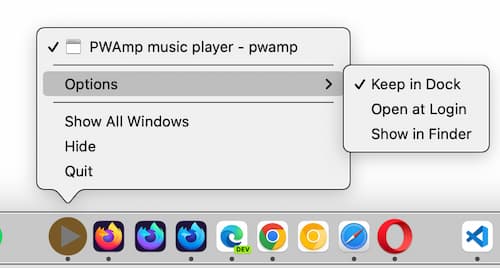 PWAmp music player - pwamp
Options
Keep in Dock
Open at Login
Show in Finder
Show All Windows
Hide
Quit
DEV